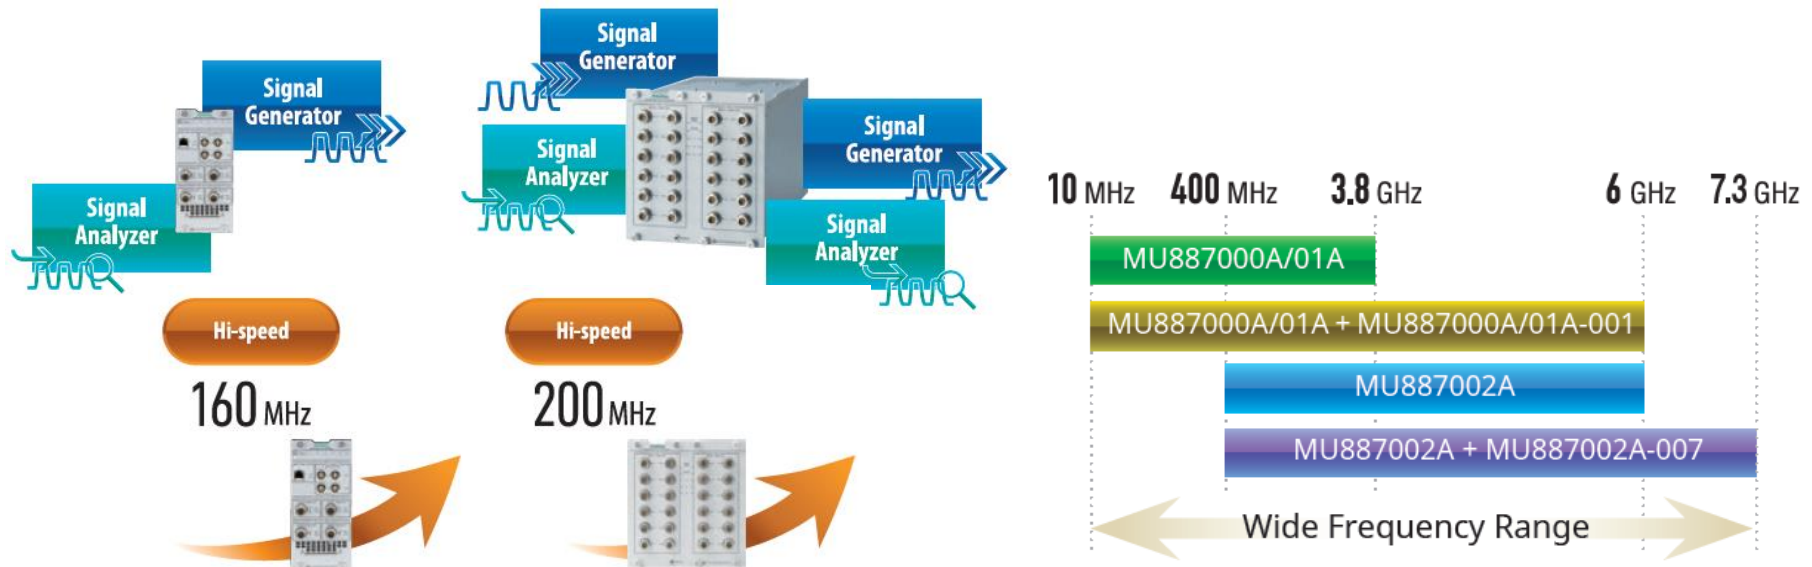 Signal
Generator
Signal
Analyzer
Hi-speed
160 MHz
Signal
Generator
Signal
Analyzer
Signal
Generator
Signal
Analyzer
Hi-speed
200 MHz
10 MHz 400 MHz 3.8 GHz 6 GHz 7.3 GHz
MU887000A/01A
MU887000A/01A + MU887000A/01A-001
MU887002A
MU887002A + MU887002A-007
Wide Frequency Range